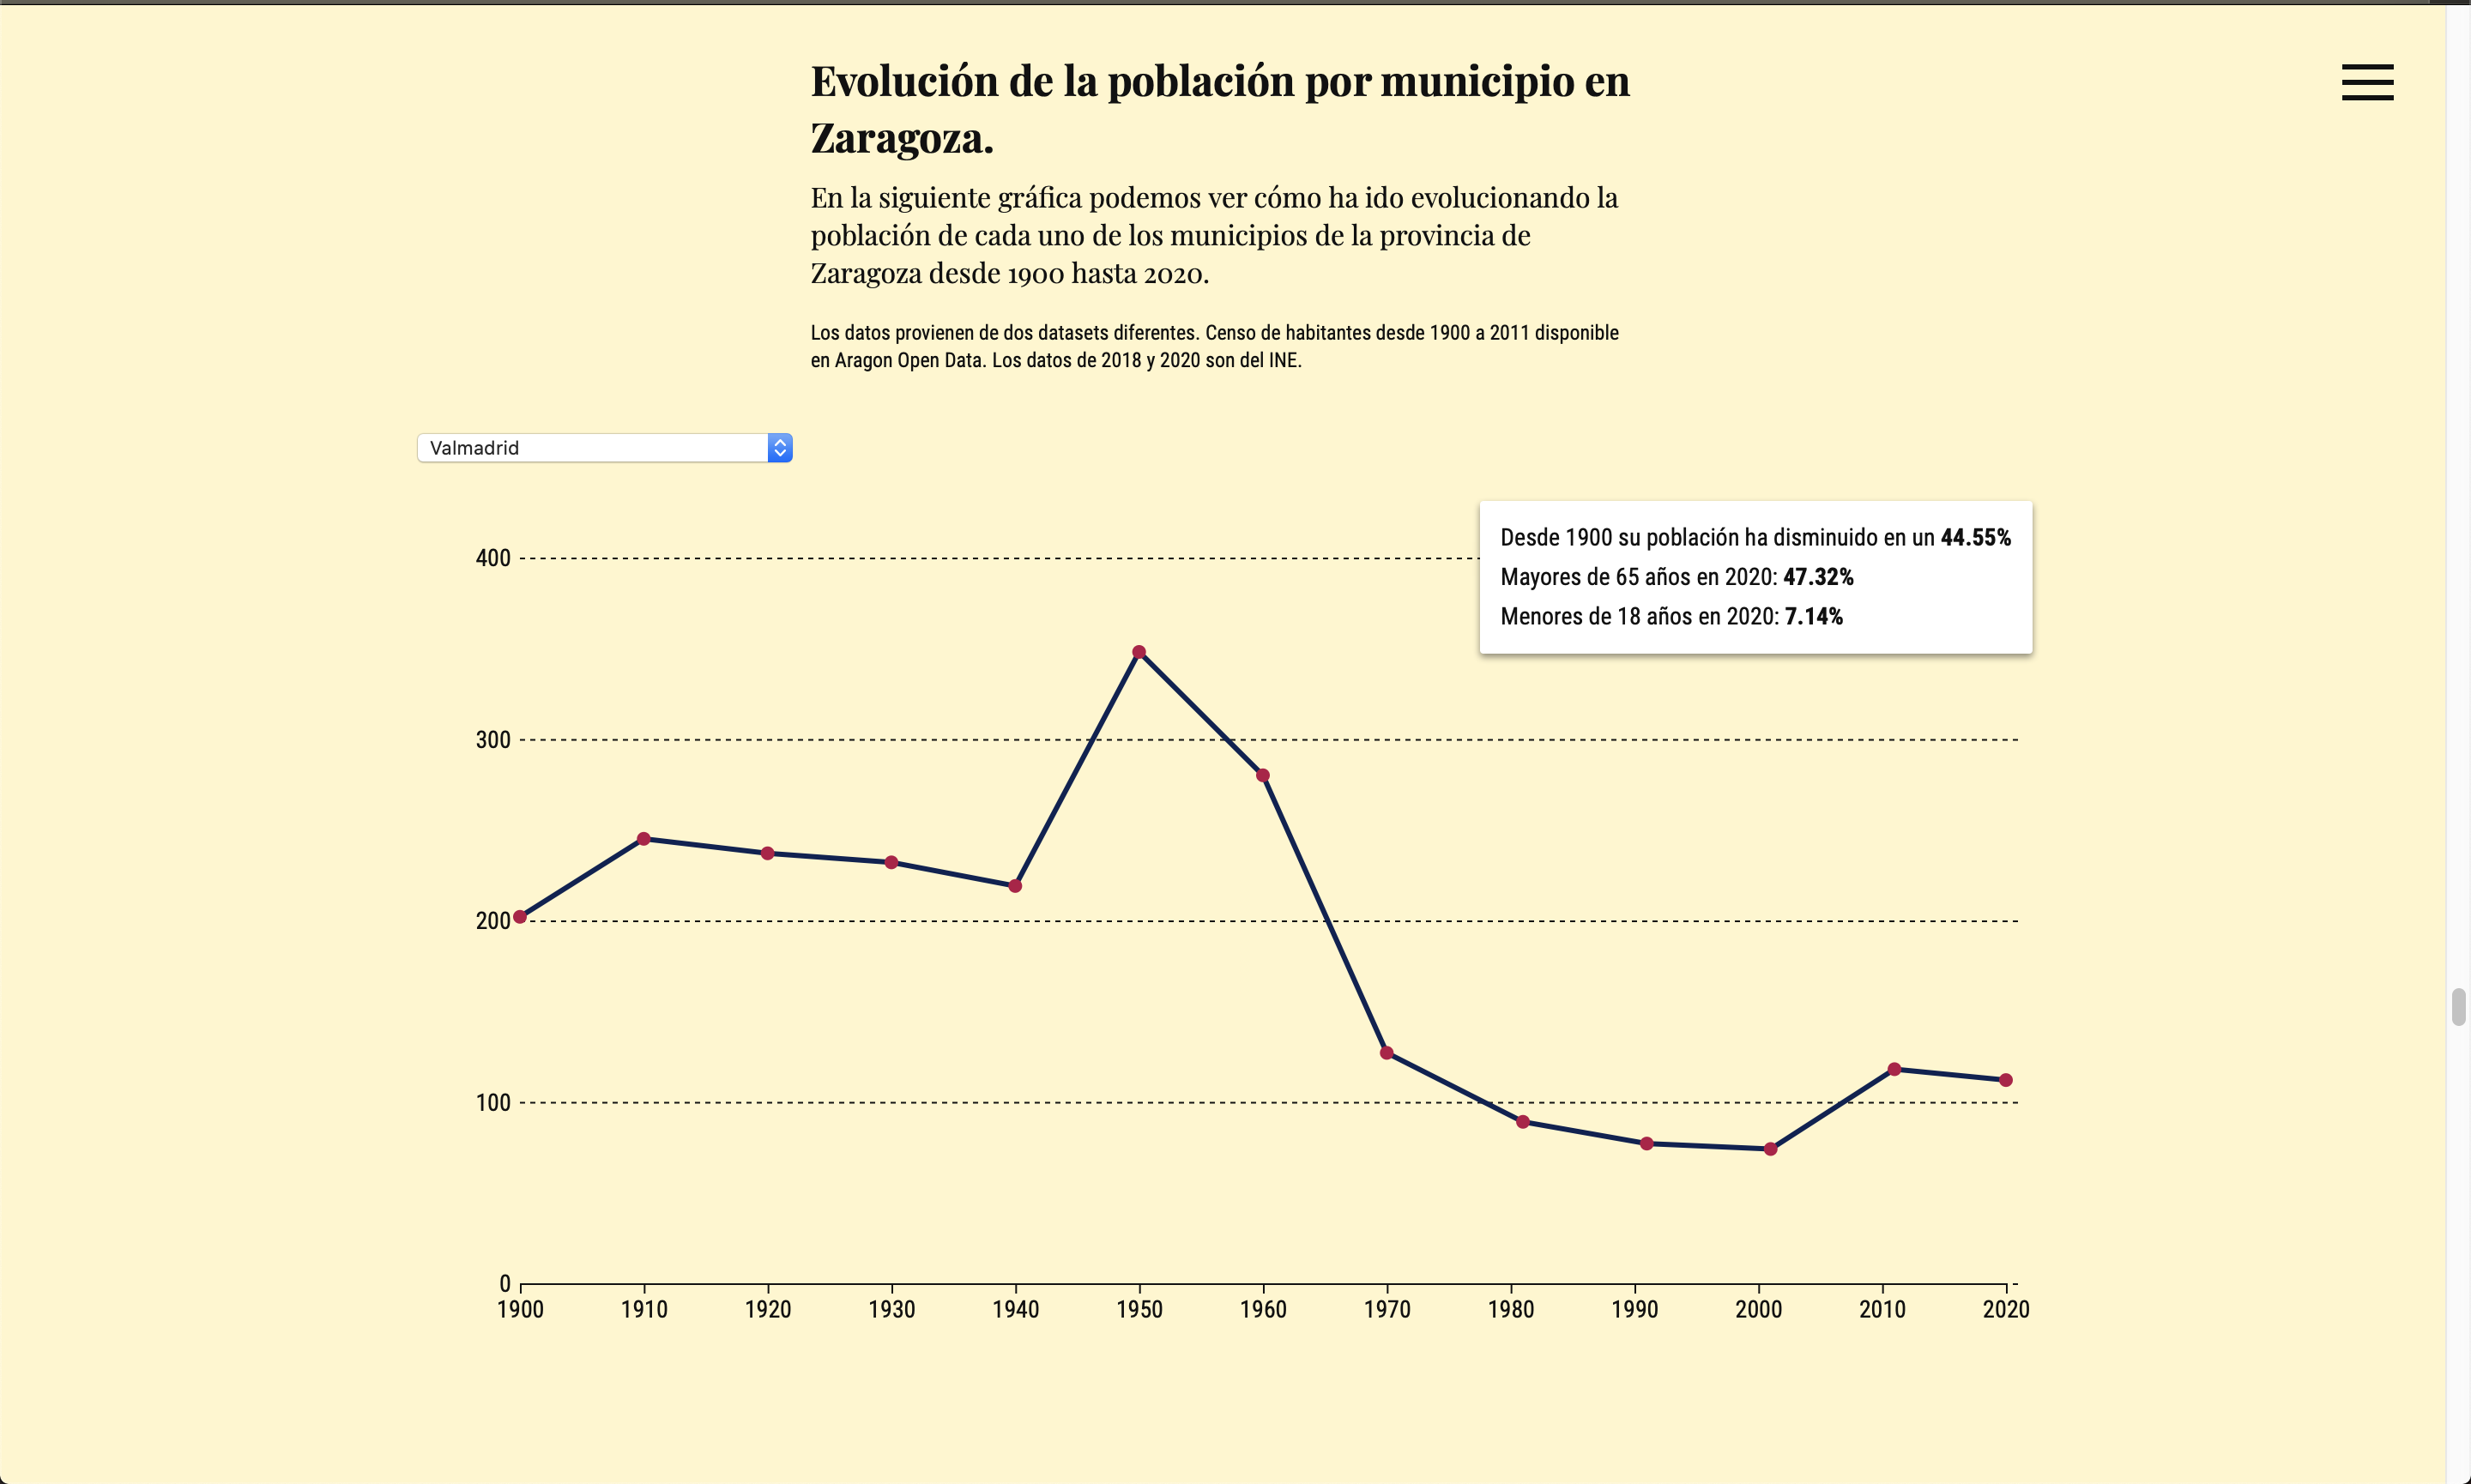 Evolución de la población por municipio en
Zaragoza.
En la siguiente gráfica podemos ver cómo ha ido evolucionando la
población de cada uno de los municipios de la provincia de
Zaragoza desde 1900 hasta 2020.
Los datos provienen de dos datasets diferentes. Censo de habitantes desde 1900 a 2011 disponible
en Aragon Open Data. Los datos de 2018 y 2020 son del INE.
Valmadrid
Desde 1900 su población ha disminuido en un 44.55%
Mayores de 65 años en 2020: 47.32%
Menores de 18 años en 2020: 7.14%
400
300
200
100
0
1900 1910 1920 1930 1940 1950 1960 1970 1980 1990 2000 2010 2020